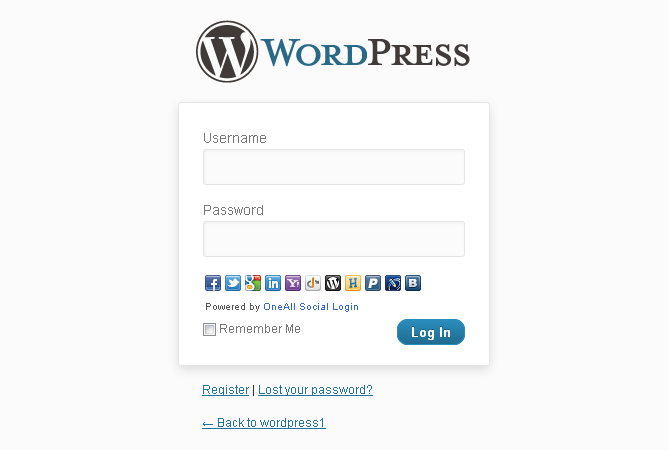 WORDPRESS
Username
Password
Powered by OneAll Social Login
Remember Me
Log In
Register | Lost your password?
← Back to wordpress1